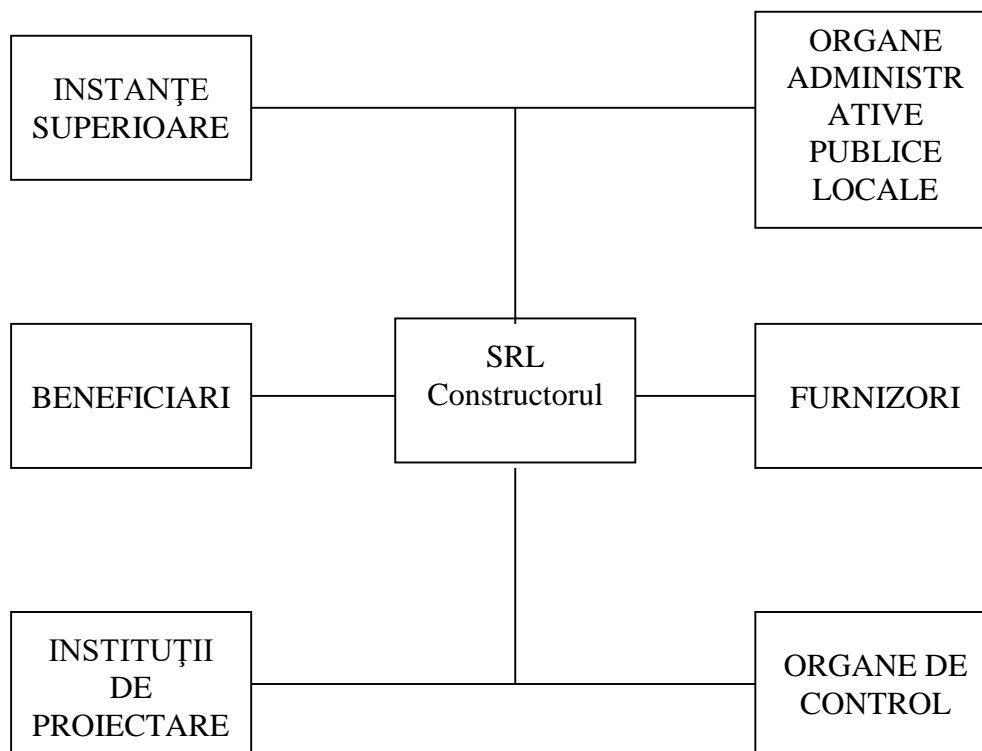 INSTANŢE
SUPERIOARE
ORGANE
ADMINISTR
ATIVE
PUBLICE
LOCALE
BENEFICIARI
SRL
Constructorul
FURNIZORI
INSTITUŢII
DE
PROIECTARE
ORGANE DE
CONTROL